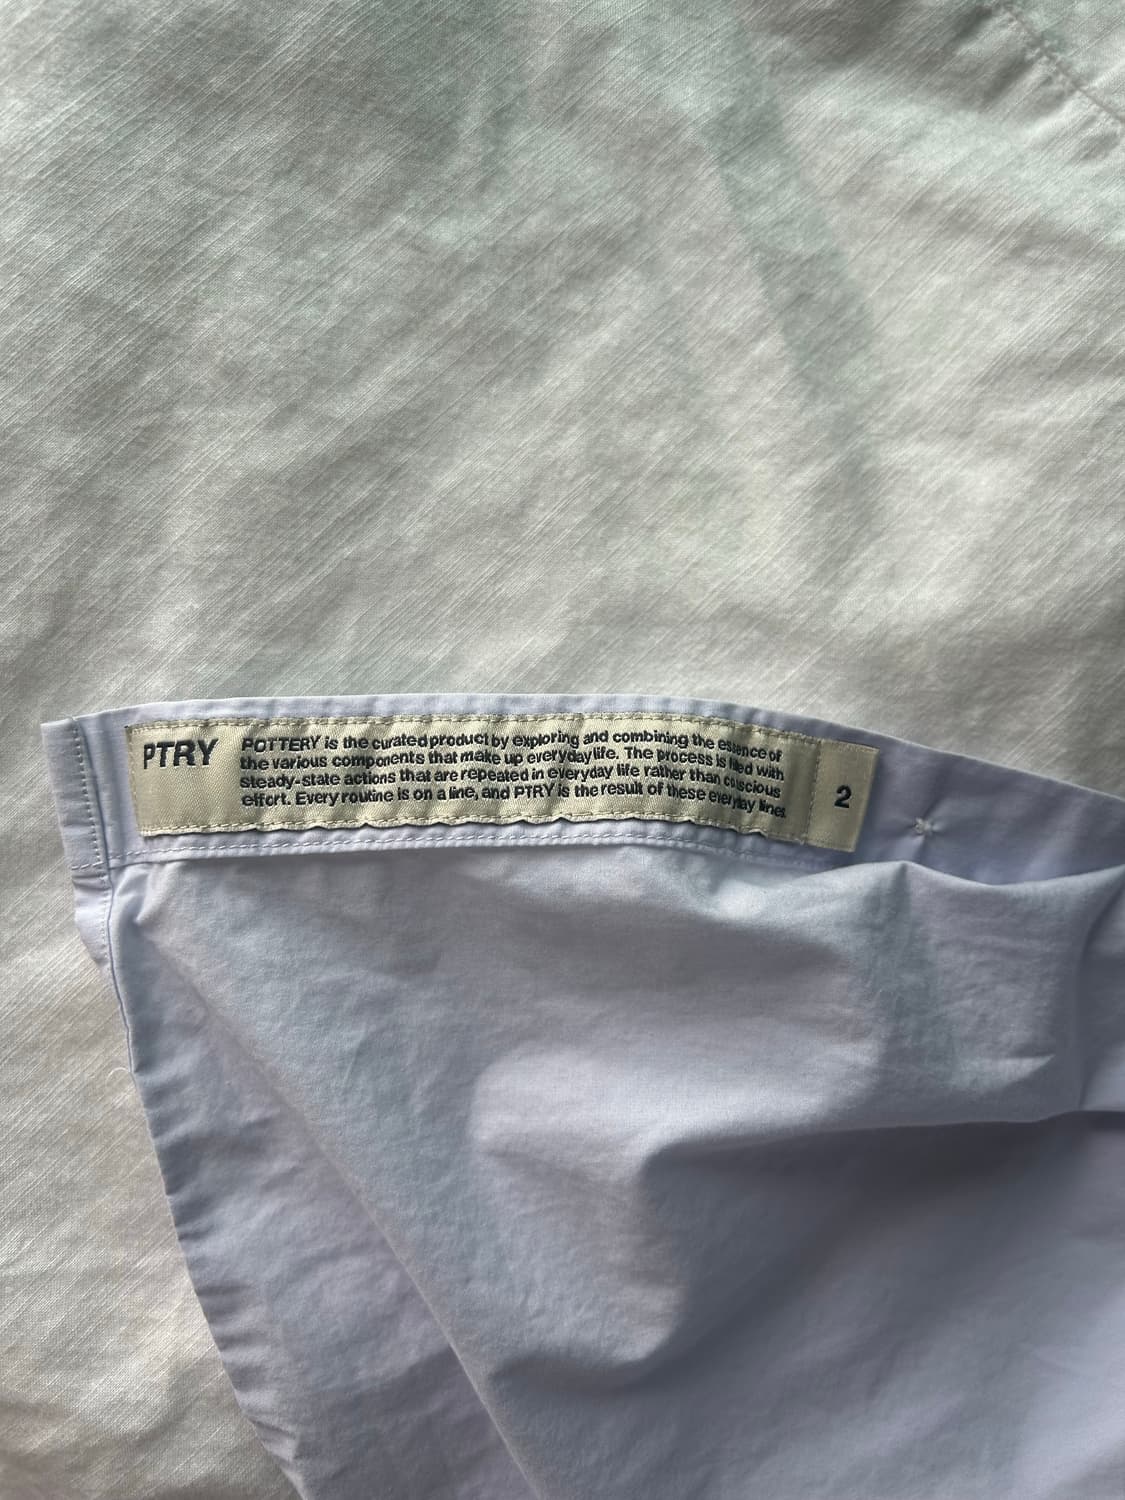 PTRY
POTTERY is the curated product by exploring and combining the essence of
the various components that make up everyday life. The process is filled with
steady-state actions that are repeated in everyday life rather than conscious
effort. Every routine is on a line, and PTRY is the result of these everyday lines.
2